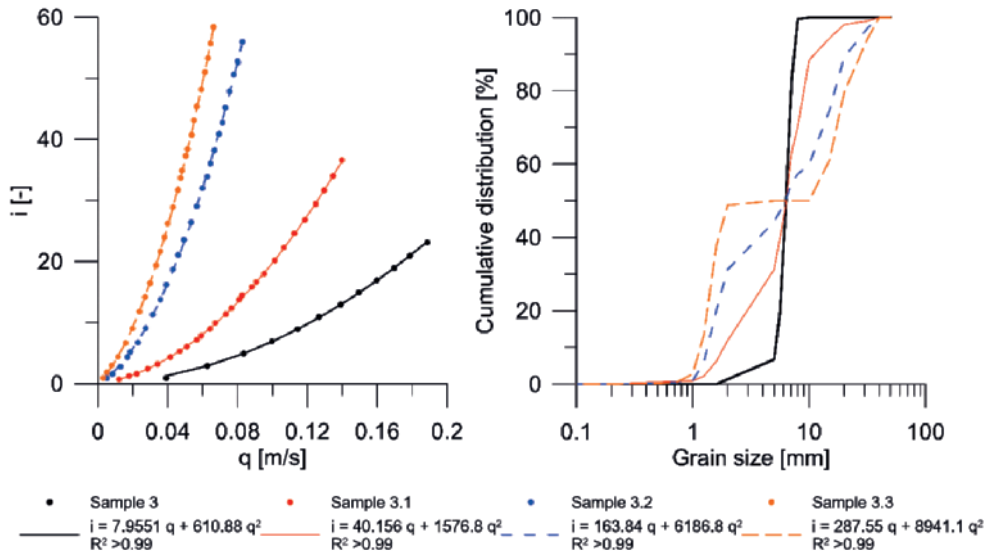 60
40
20
0
i [-]
0 0.04 0.08 0.12 0.16 0.2
q [m/s]
100
80
60
40
20
0
Cumulative distribution [%]
0.1 1 10 100
Grain size [mm]
Sample 3 Sample 3.1 Sample 3.2 Sample 3.3
i = 7.9551 q + 610.88 q² i = 40.156 q + 1576.8 q² i = 163.84 q + 6186.8 q² i = 287.55 q + 8941.1 q²
R² >0.99 R² >0.99 R² >0.99 R² >0.99